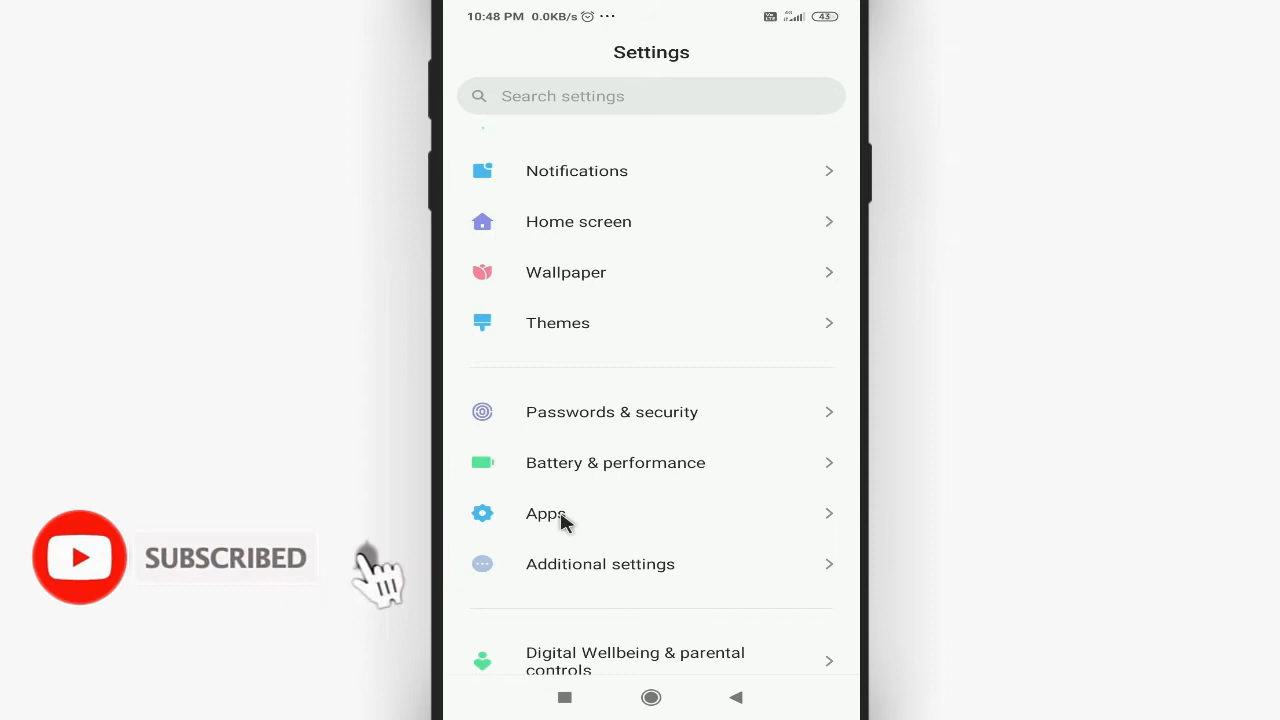 10:48 PM 0.0KB/s ... 43
Settings
Search settings
Notifications
Home screen
Wallpaper
Themes
Passwords & security
Battery & performance
Apps
Additional settings
Digital Wellbeing & parental
controls
SUBSCRIBED